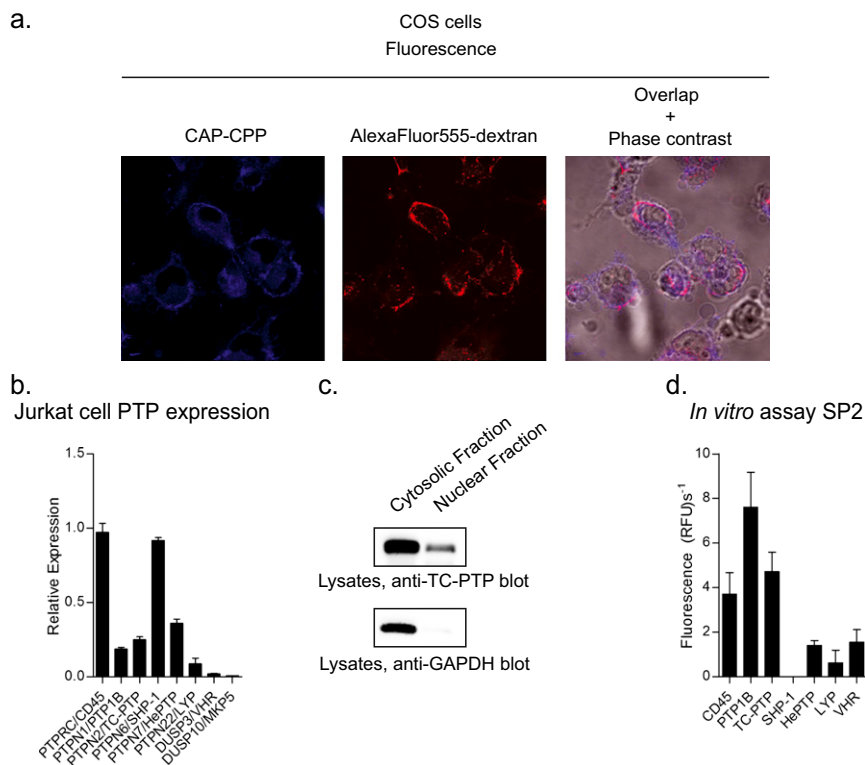 a.
COS cells
Fluorescence
CAP-CPP
AlexaFluor555-dextran
Overlap
+
Phase contrast
b.
Jurkat cell PTP expression
Relative Expression
1.5
1.0
0.5
0.0
PTPRC/CD45
PTPN1/PTP1B
PTPN2/TC-PTP
PTPN6/SHP-1
PTPN7/HePTP
PTPN22/LYP
DUSP3/VHR
DUSP10/MKP5
c.
Cytosolic Fraction
Nuclear Fraction
Lysates, anti-TC-PTP blot
Lysates, anti-GAPDH blot
d.
In vitro assay SP2
Fluorescence (RFU)s⁻¹
10
8
6
4
2
0
CD45
PTP1B
TC-PTP
SHP-1
HePTP
LYP
VHR